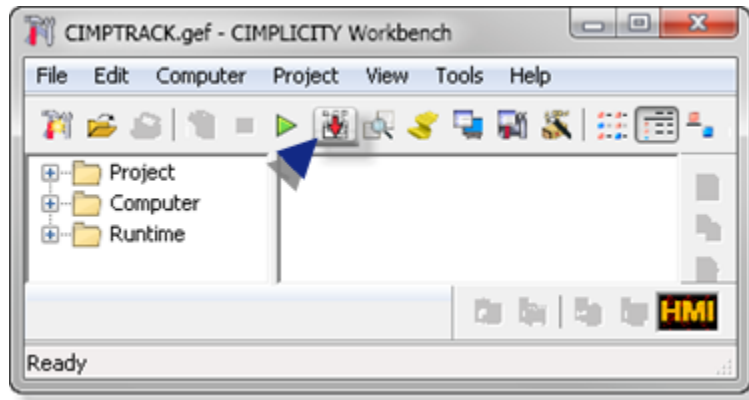 CIMPTRACK.gef - CIMPLICITY Workbench
File Edit Computer Project View Tools Help
Project
Computer
Runtime
HMI
Ready